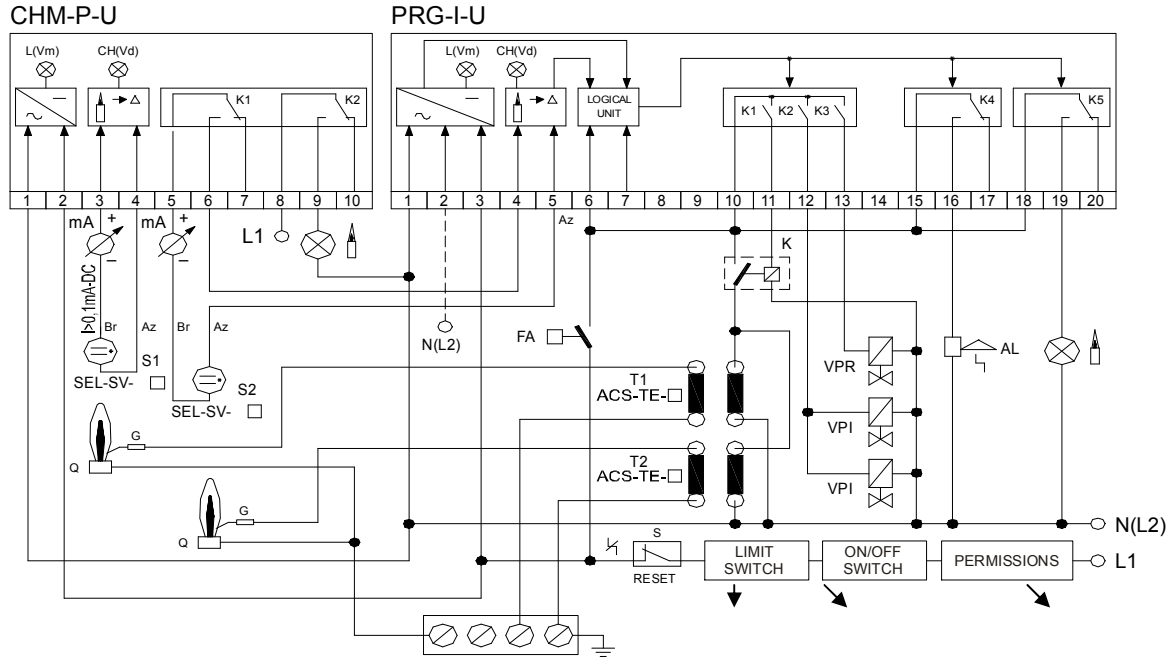 CHM-P-U
PRG-I-U
L(Vm) CH(Vd)
L(Vm) CH(Vd)
K1 K2
LOGICAL
UNIT
K1 K2 K3
K4
K5
1 2 3 4 5 6 7 8 9 10
1 2 3 4 5 6 7 8 9 10 11 12 13 14 15 16 17 18 19 20
mA + −
mA + −
L1
Az
K
I>0,1mA-DC
Br Az Br Az
N(L2)
FA
S1
SEL-SV-
S2
SEL-SV-
T1
ACS-TE-
VPR
AL
G
Q
VPI
T2
ACS-TE-
VPI
G
Q
N(L2)
S
RESET
LIMIT
SWITCH
ON/OFF
SWITCH
PERMISSIONS
L1